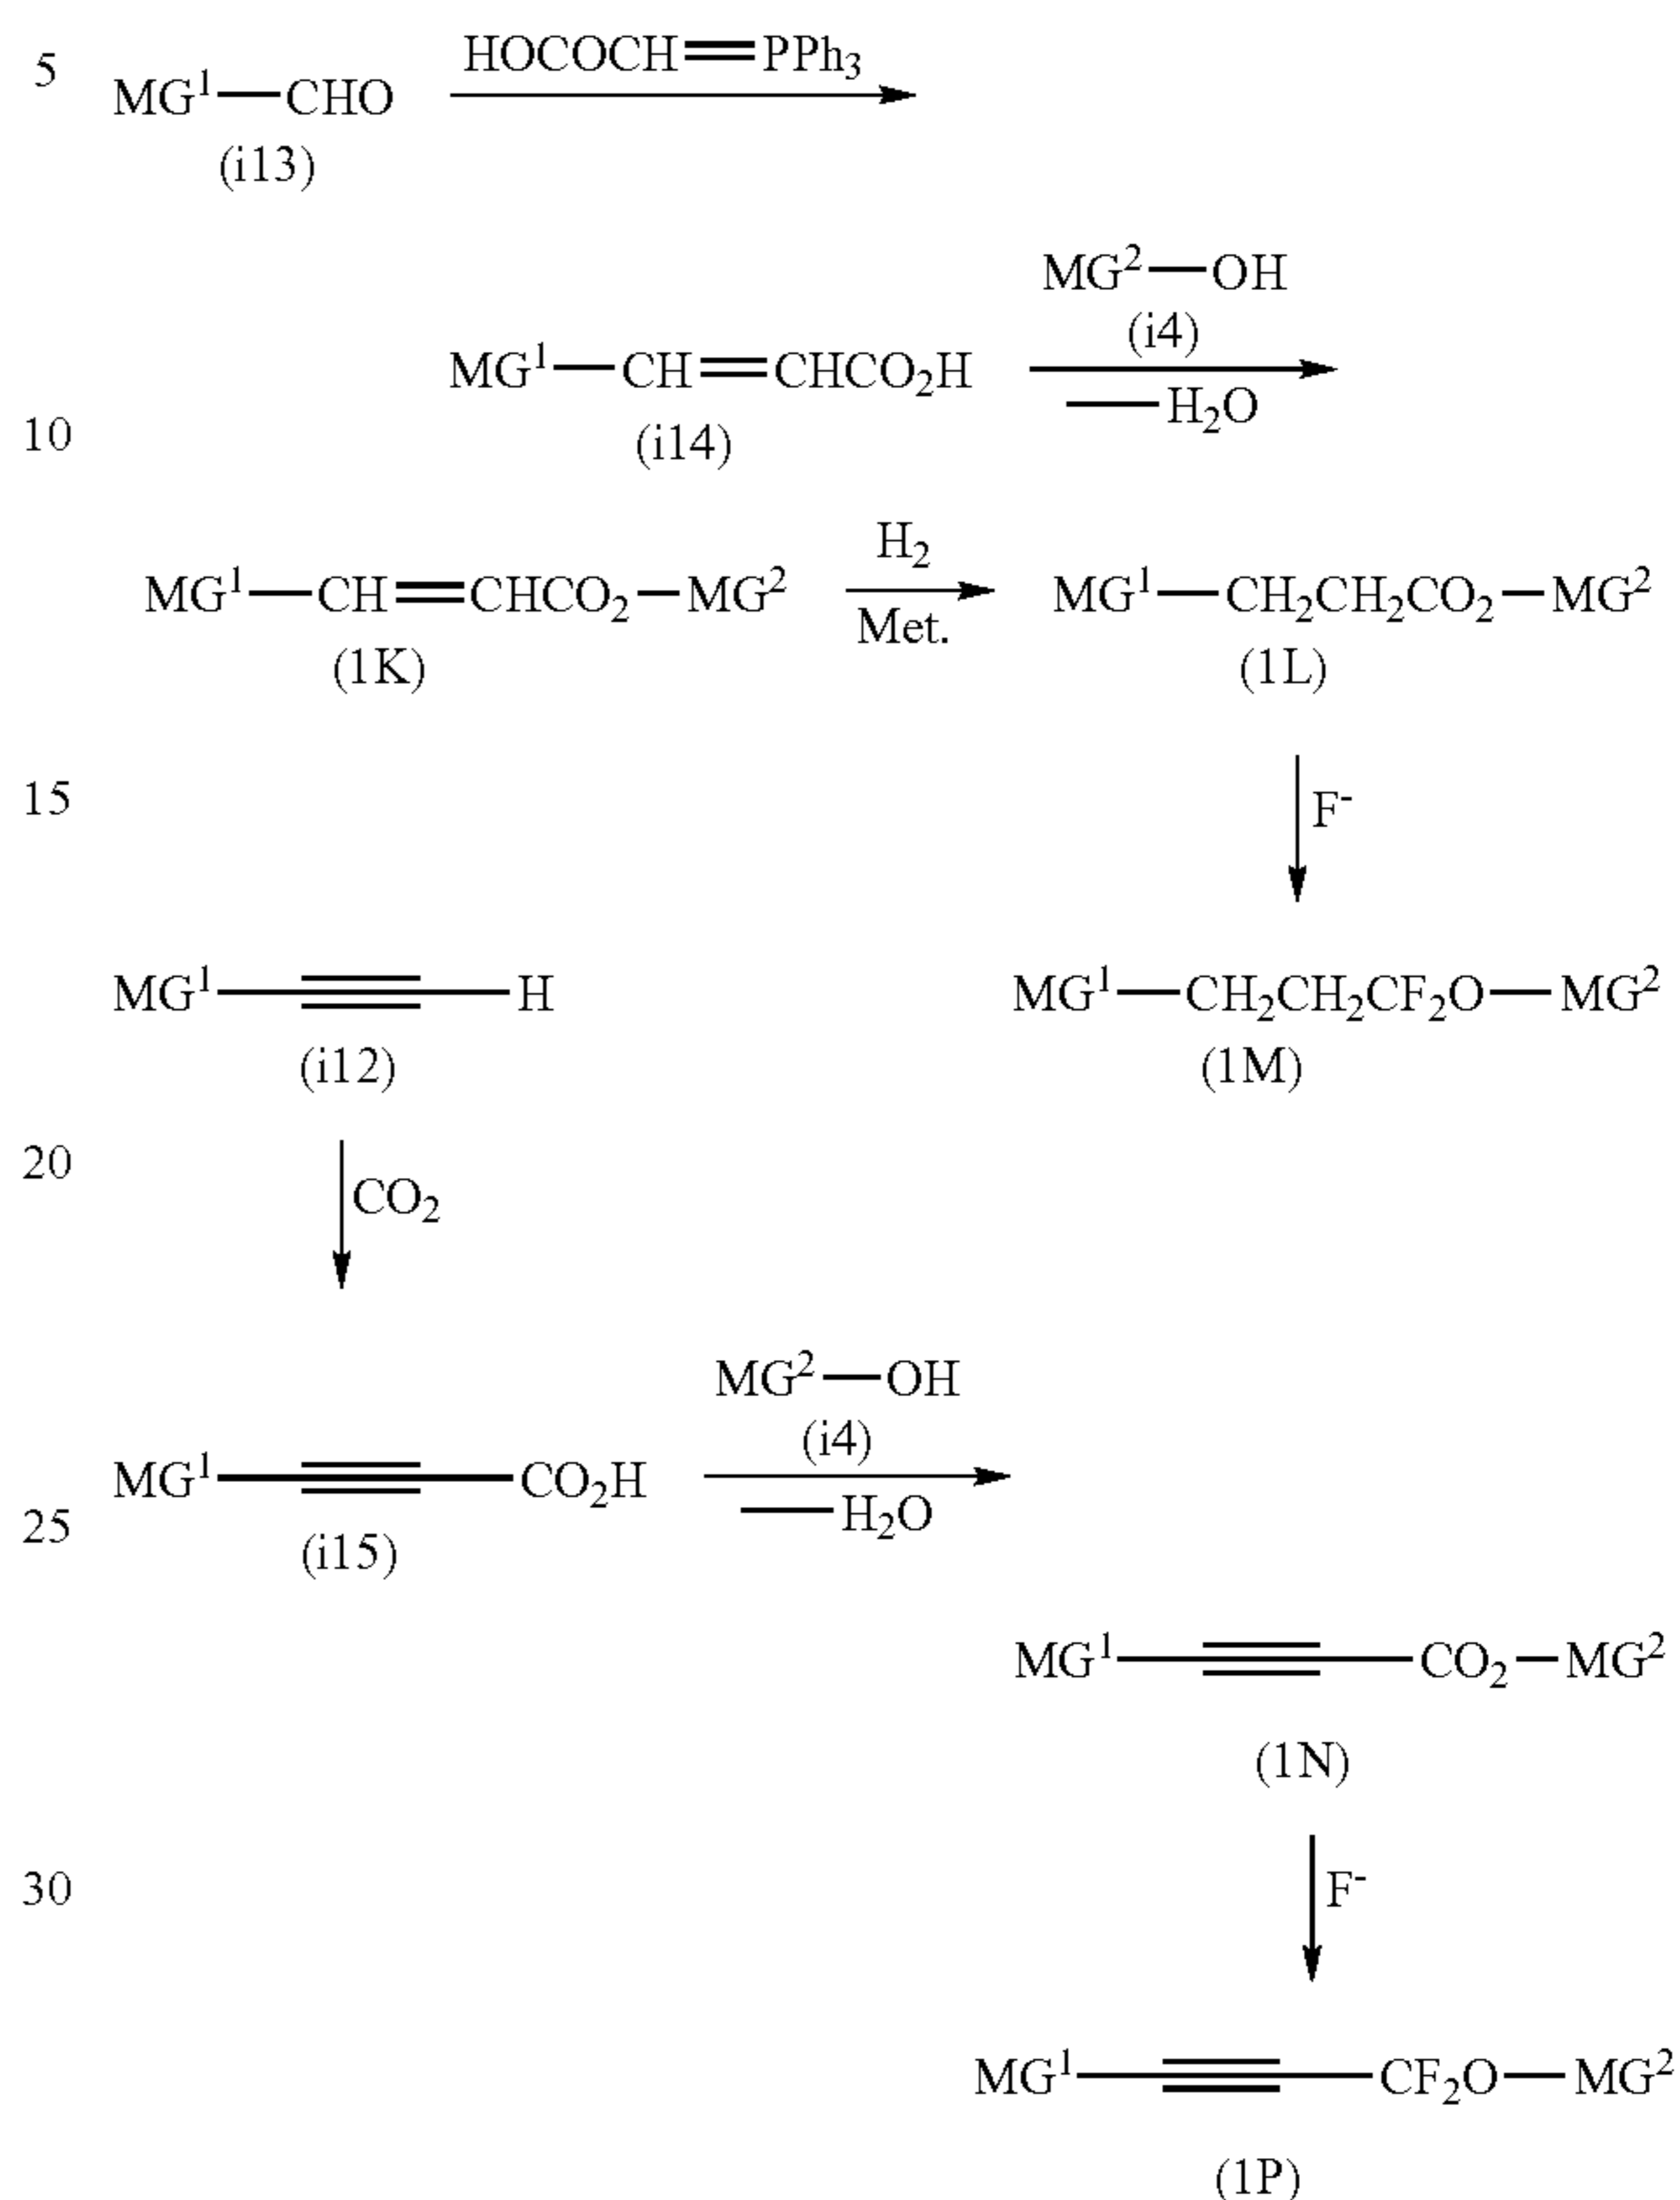 5 MG¹—CHO HOCOCH=PPh₃
(i13)
MG²—OH
(i4)
MG¹—CH=CHCO₂H
—H₂O
10 (i14)
H₂
MG¹—CH=CHCO₂—MG² MG¹—CH₂CH₂CO₂—MG²
Met.
(1K) (1L)
15 F⁻
MG¹—≡—H MG¹—CH₂CH₂CF₂O—MG²
(i12) (1M)
20 CO₂
MG²—OH
(i4)
MG¹—≡—CO₂H
—H₂O
25 (i15)
MG¹—≡—CO₂—MG²
(1N)
30 F⁻
MG¹—≡—CF₂O—MG²
(1P)